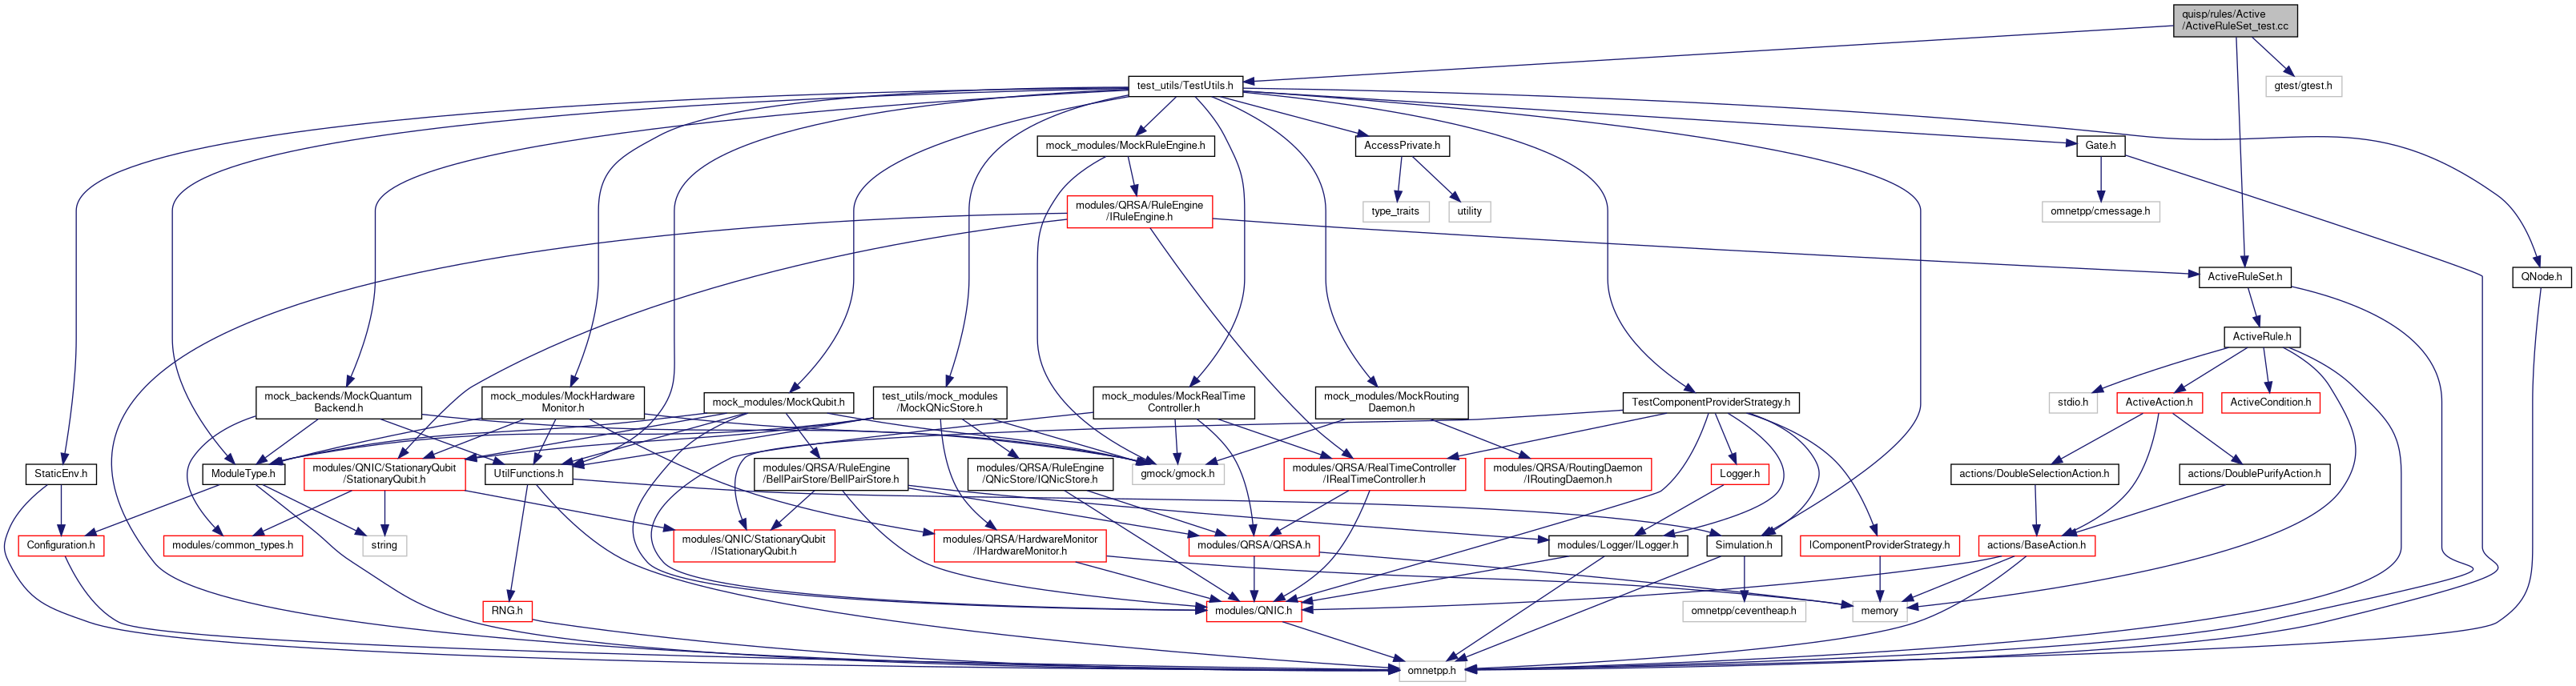 quisp/rules/Active
/ActiveRuleSet_test.cc
test_utils/TestUtils.h
gtest/gtest.h
mock_modules/MockRuleEngine.h
AccessPrivate.h
Gate.h
modules/QRSA/RuleEngine
/IRuleEngine.h
type_traits
utility
omnetpp/cmessage.h
ActiveRuleSet.h
QNode.h
ActiveRule.h
mock_backends/MockQuantum
Backend.h
mock_modules/MockHardware
Monitor.h
mock_modules/MockQubit.h
test_utils/mock_modules
/MockQNicStore.h
mock_modules/MockRealTime
Controller.h
mock_modules/MockRouting
Daemon.h
TestComponentProviderStrategy.h
stdio.h
ActiveAction.h
ActiveCondition.h
StaticEnv.h
ModuleType.h
modules/QNIC/StationaryQubit
/StationaryQubit.h
UtilFunctions.h
modules/QRSA/RuleEngine
/BellPairStore/BellPairStore.h
modules/QRSA/RuleEngine
/QNicStore/IQNicStore.h
gmock/gmock.h
modules/QRSA/RealTimeController
/IRealTimeController.h
modules/QRSA/RoutingDaemon
/IRoutingDaemon.h
Logger.h
actions/DoubleSelectionAction.h
actions/DoublePurifyAction.h
Configuration.h
modules/common_types.h
string
modules/QNIC/StationaryQubit
/IStationaryQubit.h
modules/QRSA/HardwareMonitor
/IHardwareMonitor.h
modules/QRSA/QRSA.h
modules/Logger/ILogger.h
Simulation.h
IComponentProviderStrategy.h
actions/BaseAction.h
RNG.h
modules/QNIC.h
omnetpp/ceventheap.h
memory
omnetpp.h